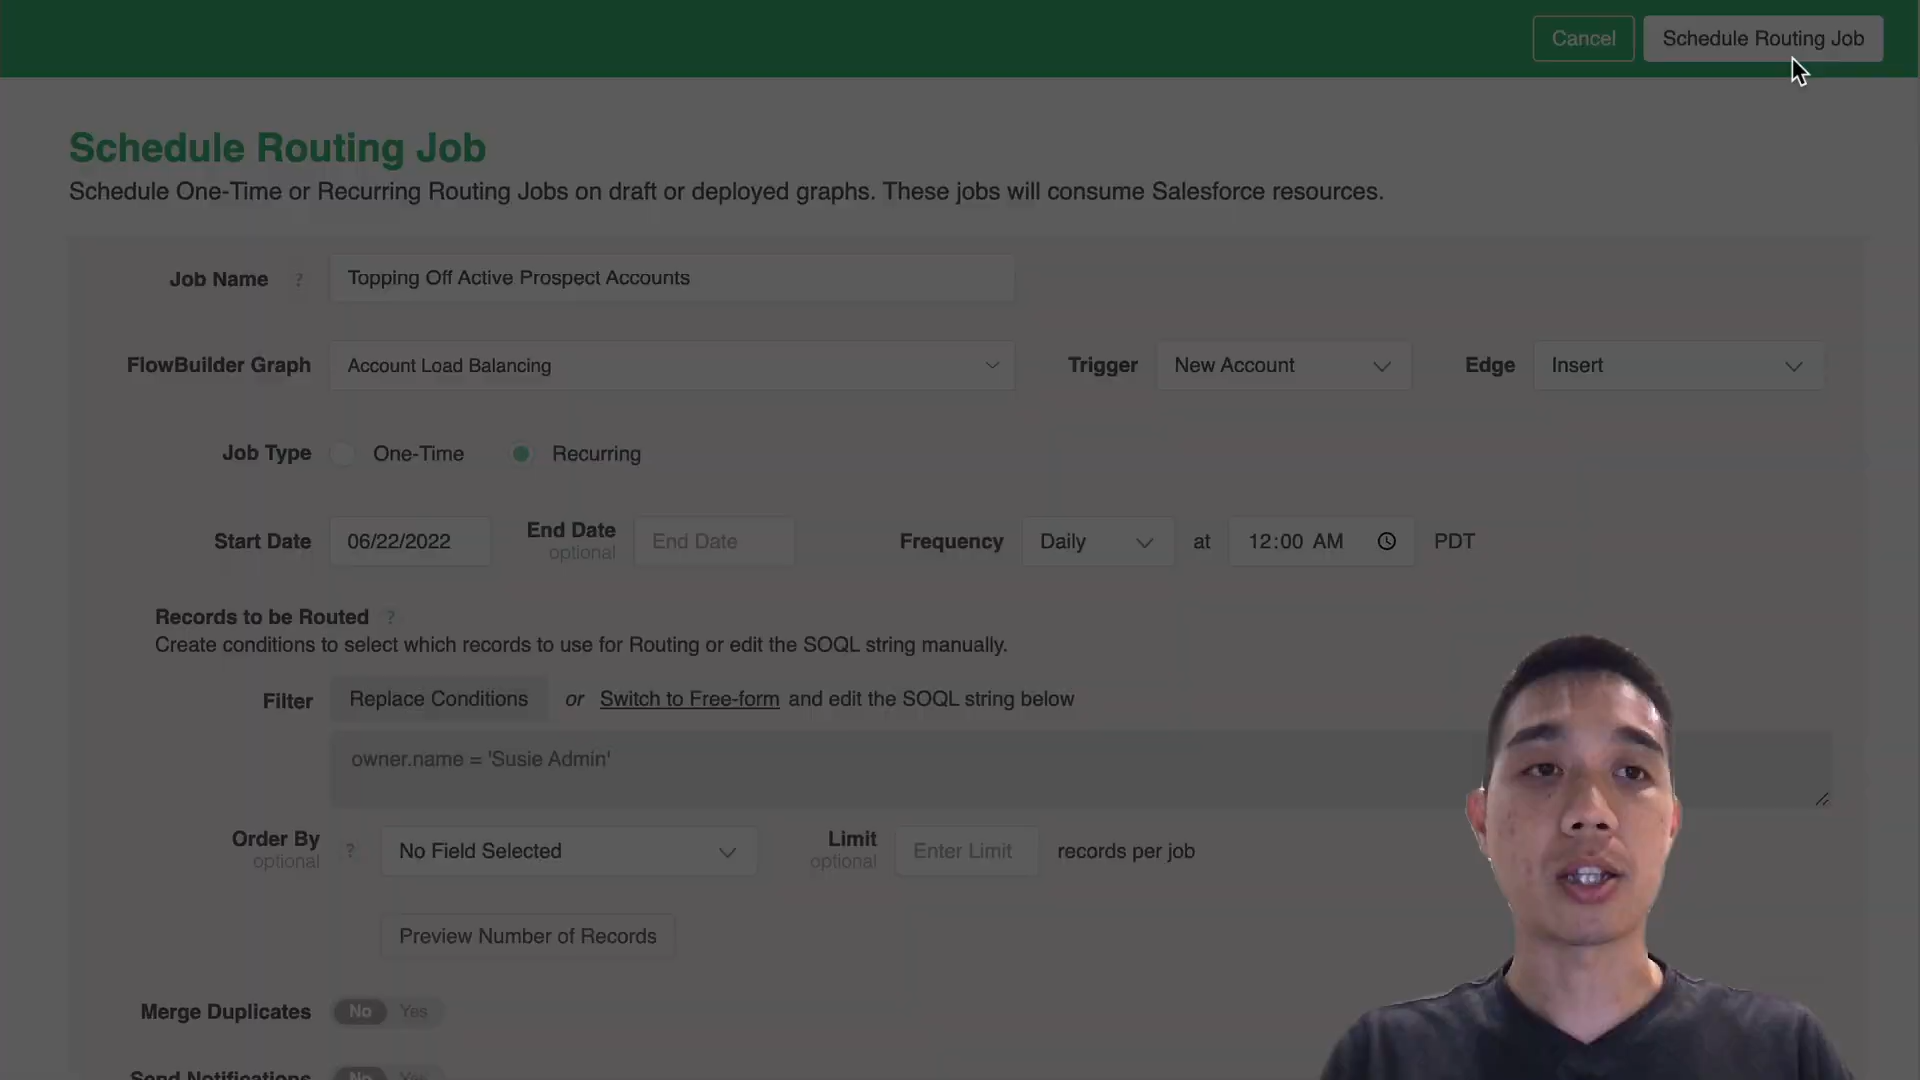 Cancel
Schedule Routing Job
Schedule Routing Job
Schedule One-Time or Recurring Routing Jobs on draft or deployed graphs. These jobs will consume Salesforce resources.
Job Name ? Topping Off Active Prospect Accounts
FlowBuilder Graph Account Load Balancing Trigger New Account Edge Insert
Job Type One-Time Recurring
Start Date 06/22/2022 End Date optional End Date Frequency Daily at 12:00 AM PDT
Records to be Routed ?
Create conditions to select which records to use for Routing or edit the SOQL string manually.
Filter Replace Conditions or Switch to Free-form and edit the SOQL string below
owner.name = 'Susie Admin'
Order By optional ? No Field Selected Limit optional Enter Limit records per job
Preview Number of Records
Merge Duplicates No Yes
Send Notifications No Yes